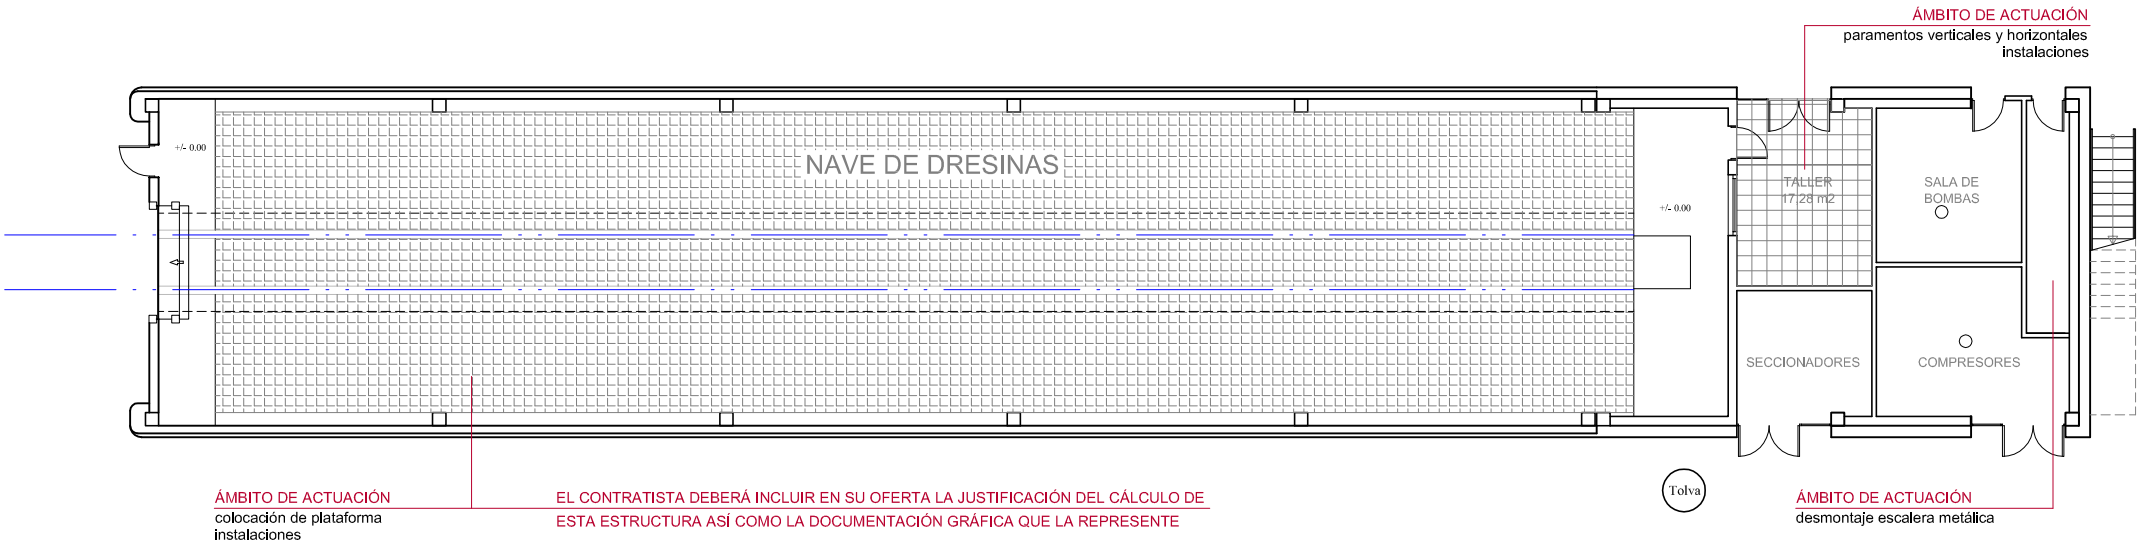 ÁMBITO DE ACTUACIÓN
paramentos verticales y horizontales
instalaciones
+/- 0.00
NAVE DE DRESINAS
+/- 0.00
TALLER
17.28 m2
SALA DE
BOMBAS
SECCIONADORES
COMPRESORES
Tolva
ÁMBITO DE ACTUACIÓN
colocación de plataforma
instalaciones
EL CONTRATISTA DEBERÁ INCLUIR EN SU OFERTA LA JUSTIFICACIÓN DEL CÁLCULO DE
ESTA ESTRUCTURA ASÍ COMO LA DOCUMENTACIÓN GRÁFICA QUE LA REPRESENTE
ÁMBITO DE ACTUACIÓN
desmontaje escalera metálica